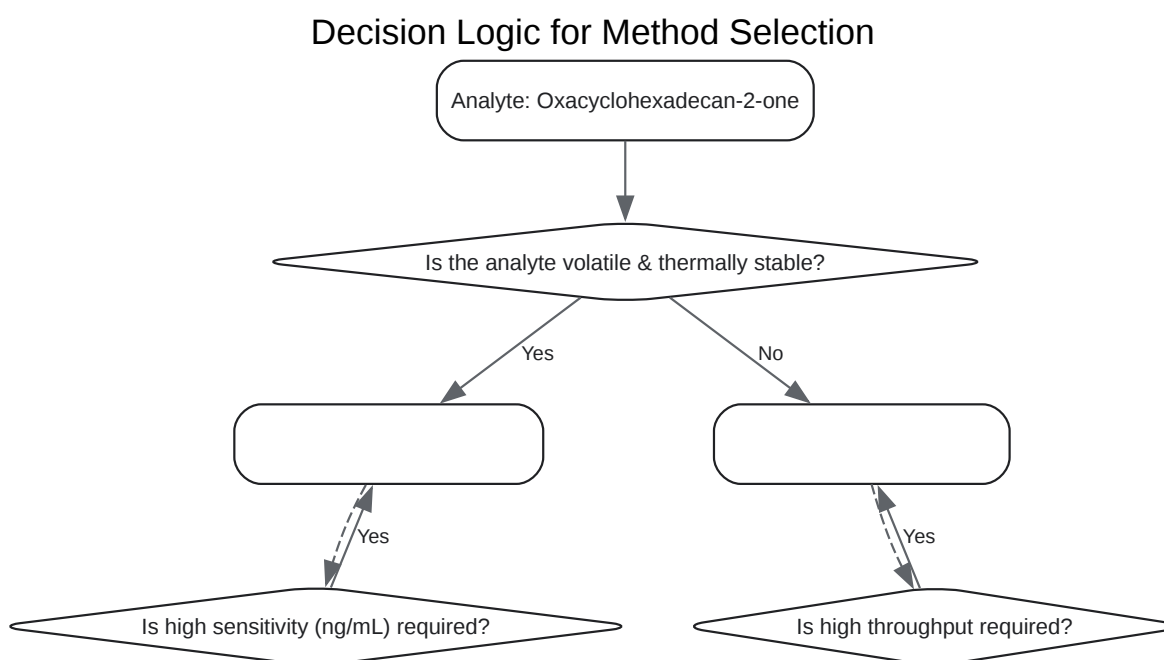 Decision Logic for Method Selection
Analyte: Oxacyclohexadecan-2-one
Is the analyte volatile & thermally stable?
Yes
No
Yes
Yes
Is high sensitivity (ng/mL) required?
Is high throughput required?